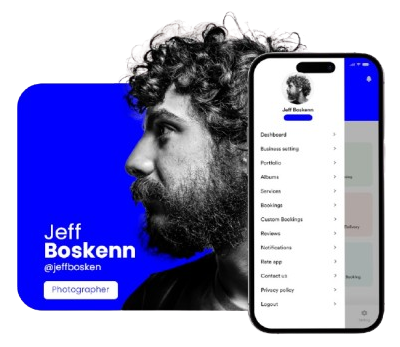 Jeff
Boskenn
@jeffbosken
Photographer
Jeff Boskenn
Dashboard
Business setting
Portfolio
Albums
Services
Bookings
Custom Bookings
Reviews
Notifications
Rate app
Contact us
Privacy policy
Logout